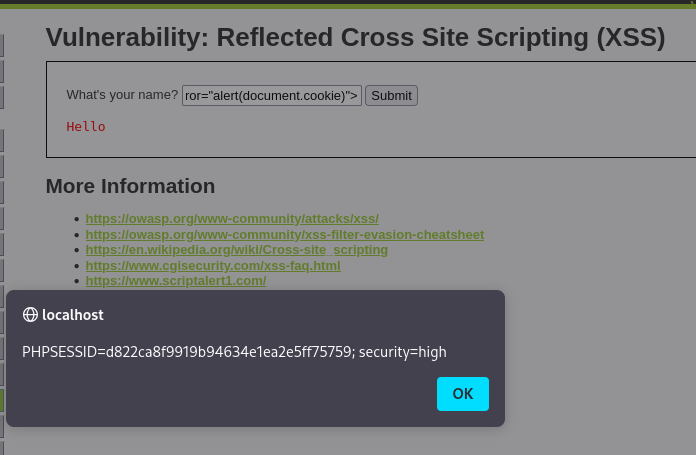 Vulnerability: Reflected Cross Site Scripting (XSS)
What's your name? ror="alert(document.cookie)"> Submit
Hello
More Information
https://owasp.org/www-community/attacks/xss/
https://owasp.org/www-community/xss-filter-evasion-cheatsheet
https://en.wikipedia.org/wiki/Cross-site_scripting
https://www.cgisecurity.com/xss-faq.html
https://www.scriptalert1.com/
localhost
PHPSESSID=d822ca8f9919b94634e1ea2e5ff75759; security=high
OK